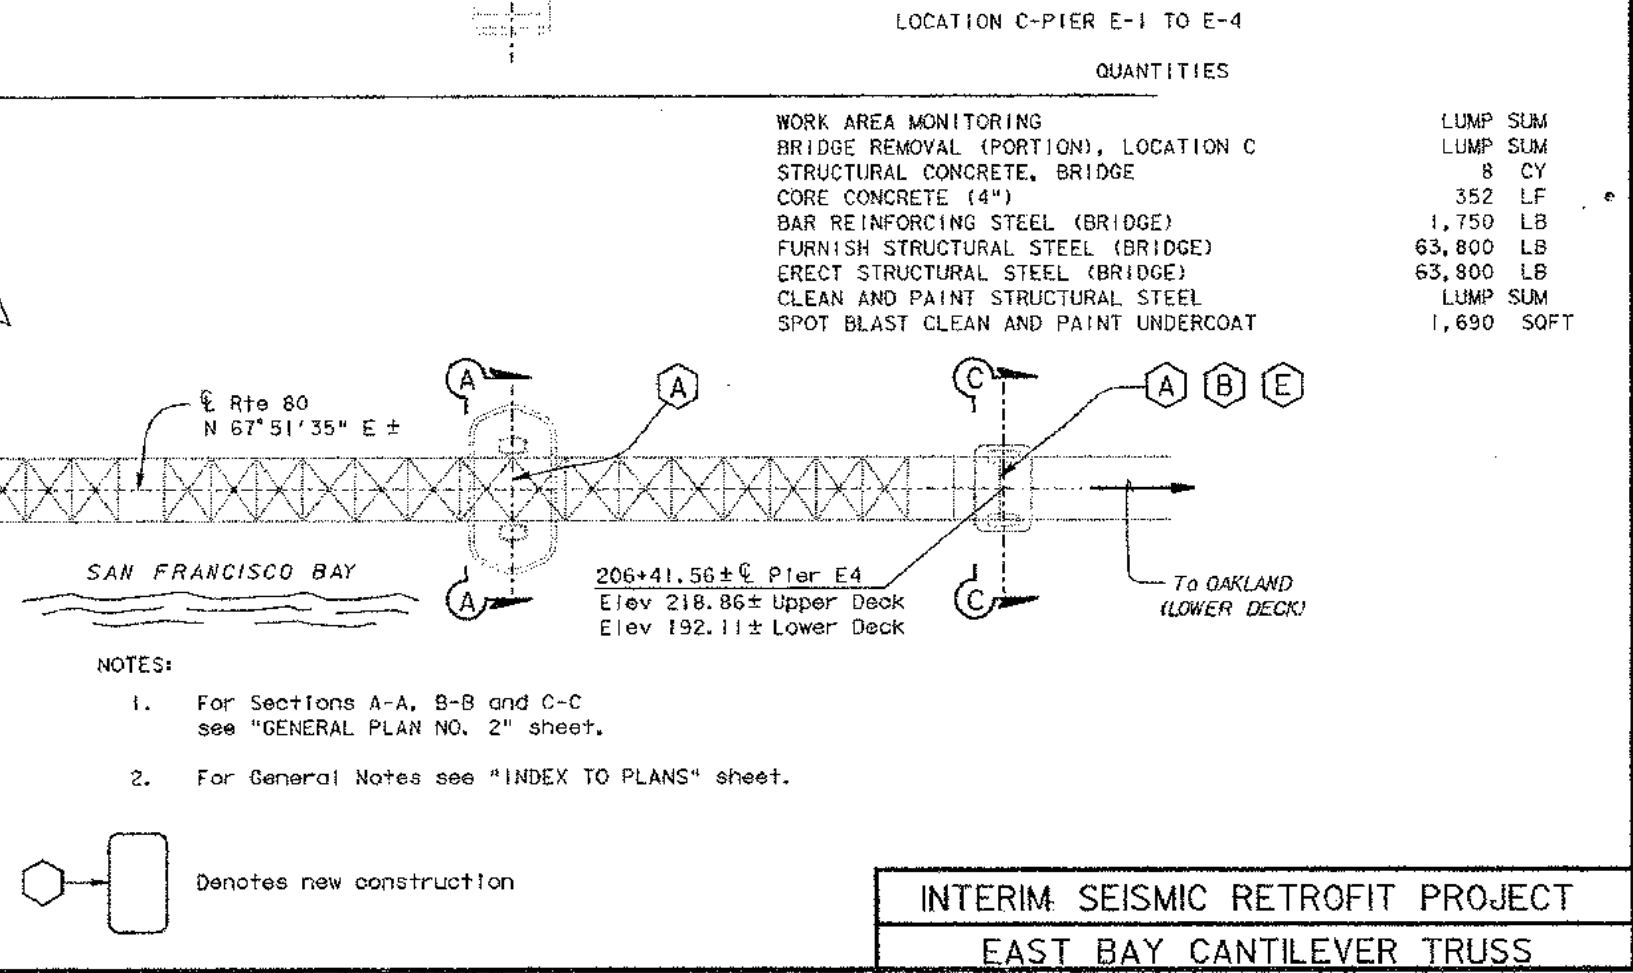 LOCATION C-PIER E-1 TO E-4
QUANTITIES
WORK AREA MONITORING LUMP SUM
BRIDGE REMOVAL (PORTION), LOCATION C LUMP SUM
STRUCTURAL CONCRETE, BRIDGE 8 CY
CORE CONCRETE (4") 352 LF
BAR REINFORCING STEEL (BRIDGE) 1,750 LB
FURNISH STRUCTURAL STEEL (BRIDGE) 63,800 LB
ERECT STRUCTURAL STEEL (BRIDGE) 63,800 LB
CLEAN AND PAINT STRUCTURAL STEEL LUMP SUM
SPOT BLAST CLEAN AND PAINT UNDERCOAT 1,690 SQFT
A A C A B E
℄ Rte 80
N 67°51'35" E ±
SAN FRANCISCO BAY
206+41.56± ℄ Pier E4
Elev 218.86± Upper Deck
Elev 192.11± Lower Deck
A C
To OAKLAND
(LOWER DECK)
NOTES:
1. For Sections A-A, B-B and C-C
see "GENERAL PLAN NO. 2" sheet.
2. For General Notes see "INDEX TO PLANS" sheet.
Denotes new construction
INTERIM SEISMIC RETROFIT PROJECT
EAST BAY CANTILEVER TRUSS